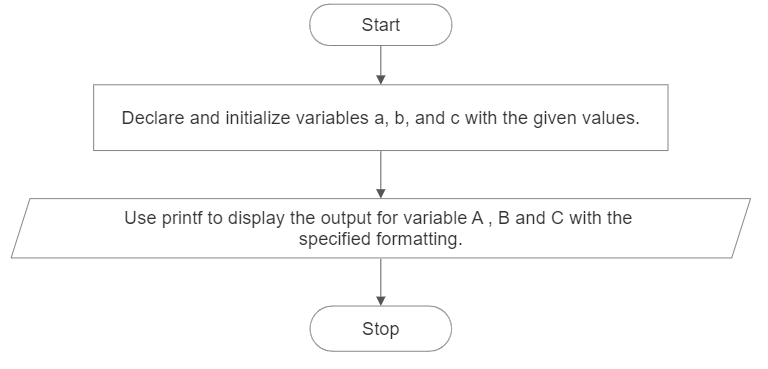 Start
Declare and initialize variables a, b, and c with the given values.
Use printf to display the output for variable A , B and C with the
specified formatting.
Stop